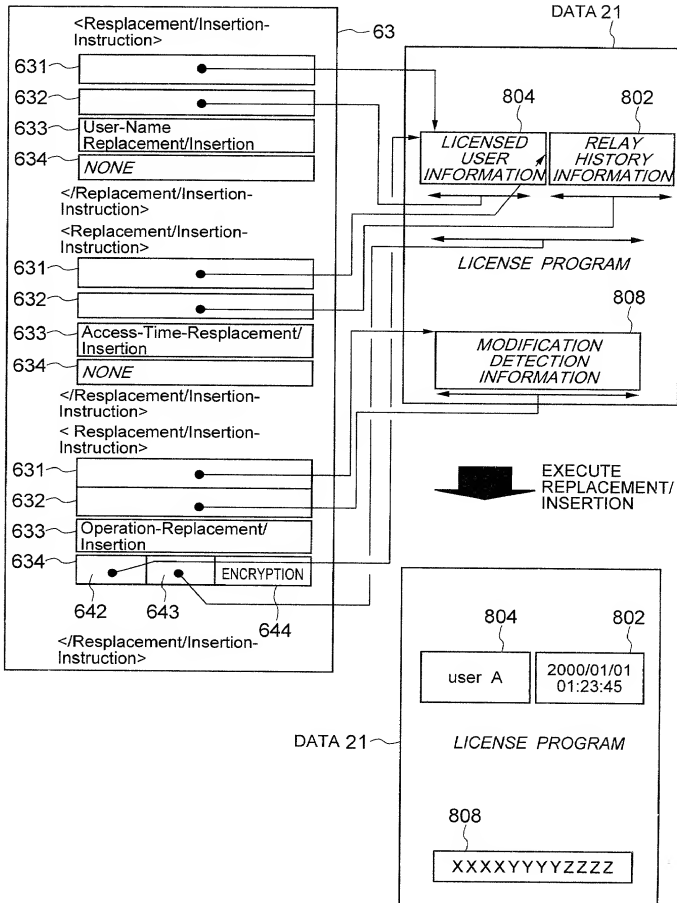 <Resplacement/Insertion-
Instruction>
63
631
632
633
User-Name
Replacement/Insertion
634
NONE
</Replacement/Insertion-
Instruction>
<Replacement/Insertion-
Instruction>
631
632
633
Access-Time-Resplacement/
Insertion
634
NONE
</Resplacement/Insertion-
Instruction>
< Resplacement/Insertion-
Instruction>
631
632
633
Operation-Replacement/
Insertion
634
ENCRYPTION
642
643
644
</Resplacement/Insertion-
Instruction>
DATA 21
804
802
LICENSED
USER
INFORMATION
RELAY
HISTORY
INFORMATION
LICENSE PROGRAM
808
MODIFICATION
DETECTION
INFORMATION
EXECUTE
REPLACEMENT/
INSERTION
804
802
user A
2000/01/01
01:23:45
DATA 21
LICENSE PROGRAM
808
XXXXYYYYZZZZ